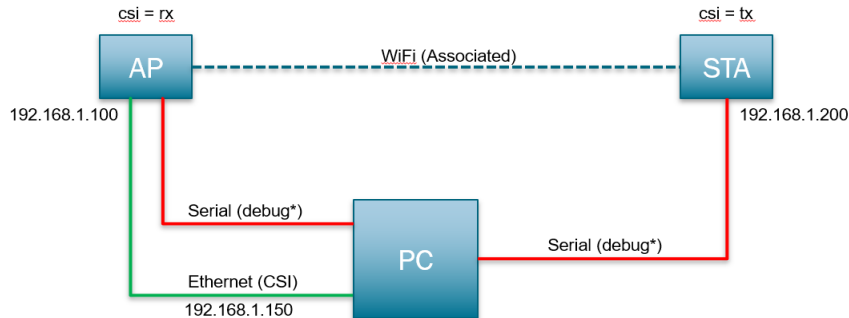 csi = rx
csi = tx
AP
WiFi (Associated)
STA
192.168.1.100
192.168.1.200
Serial (debug*)
PC
Serial (debug*)
Ethernet (CSI)
192.168.1.150